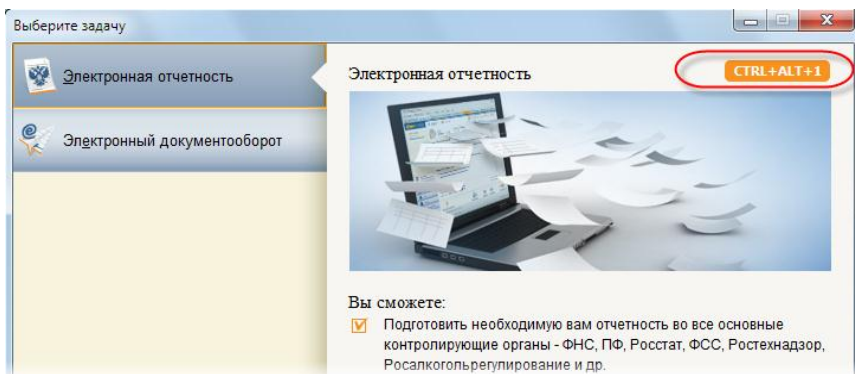 Выберите задачу
Электронная отчетность
Электронный документооборот
Электронная отчетность
CTRL+ALT+1
Вы сможете:
Подготовить необходимую вам отчетность во все основные
контролирующие органы - ФНС, ПФ, Росстат, ФСС, Ростехнадзор,
Росалкогольрегулирование и др.